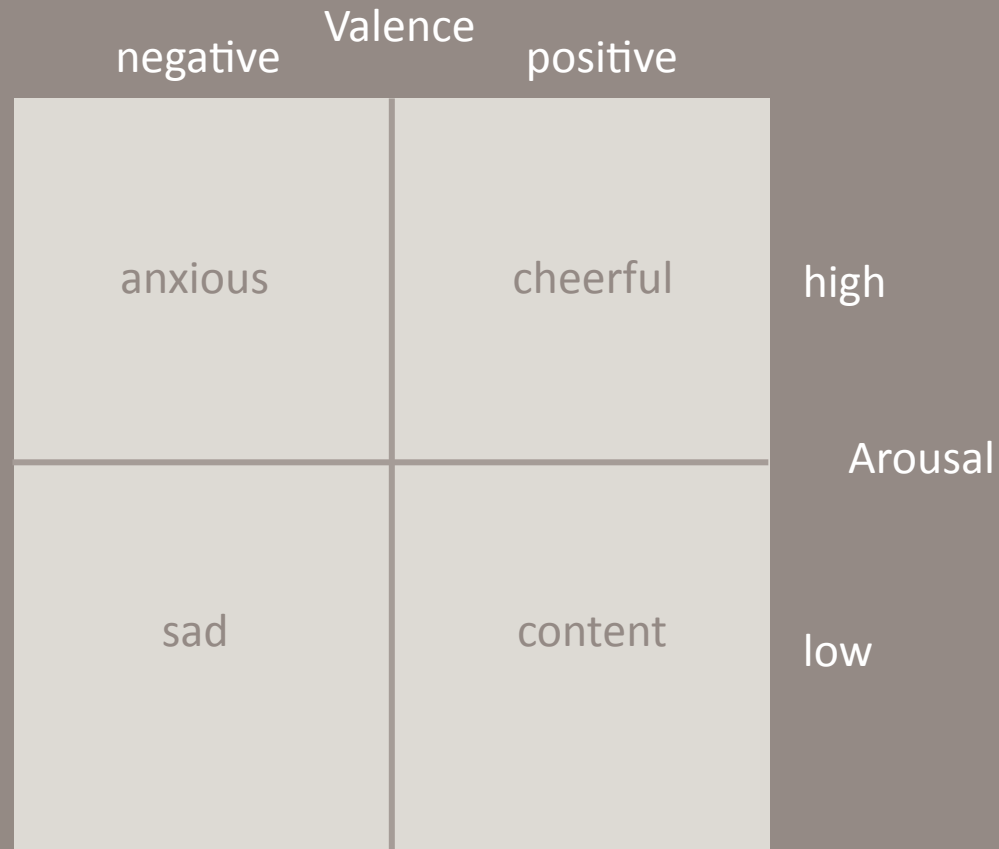 Valence
negative positive
anxious cheerful high
Arousal
sad content low